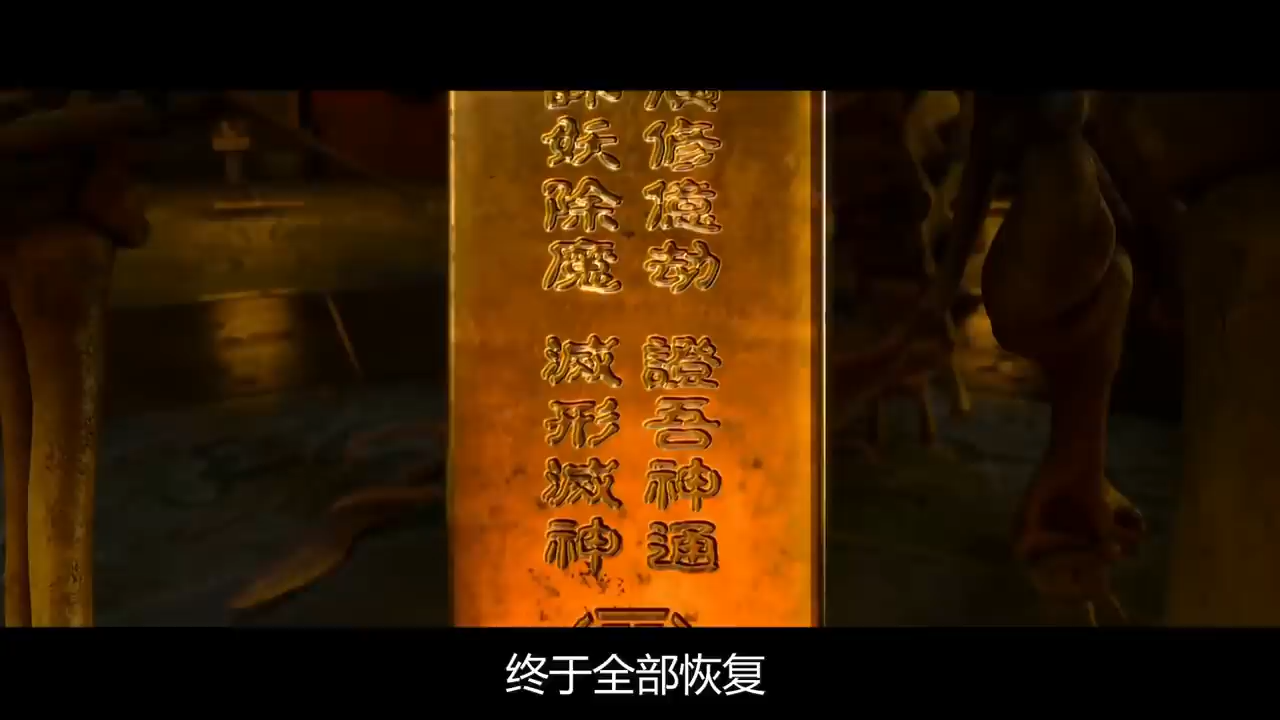 修億劫 證吾神通
妖除魔 滅形滅神
终于全部恢复